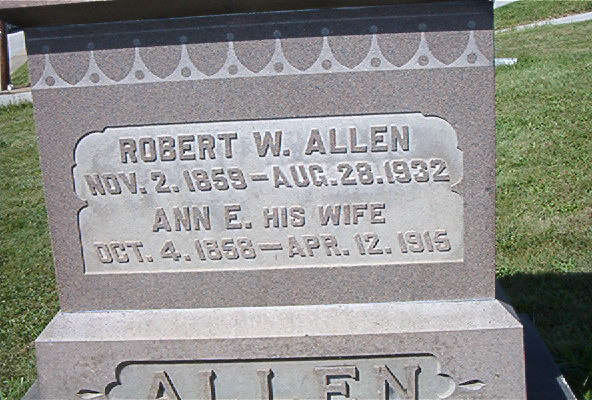 ROBERT W. ALLEN
NOV. 2. 1859 – AUG. 28. 1932
ANN E. HIS WIFE
OCT. 4. 1858 – APR. 12. 1915
ALLEN